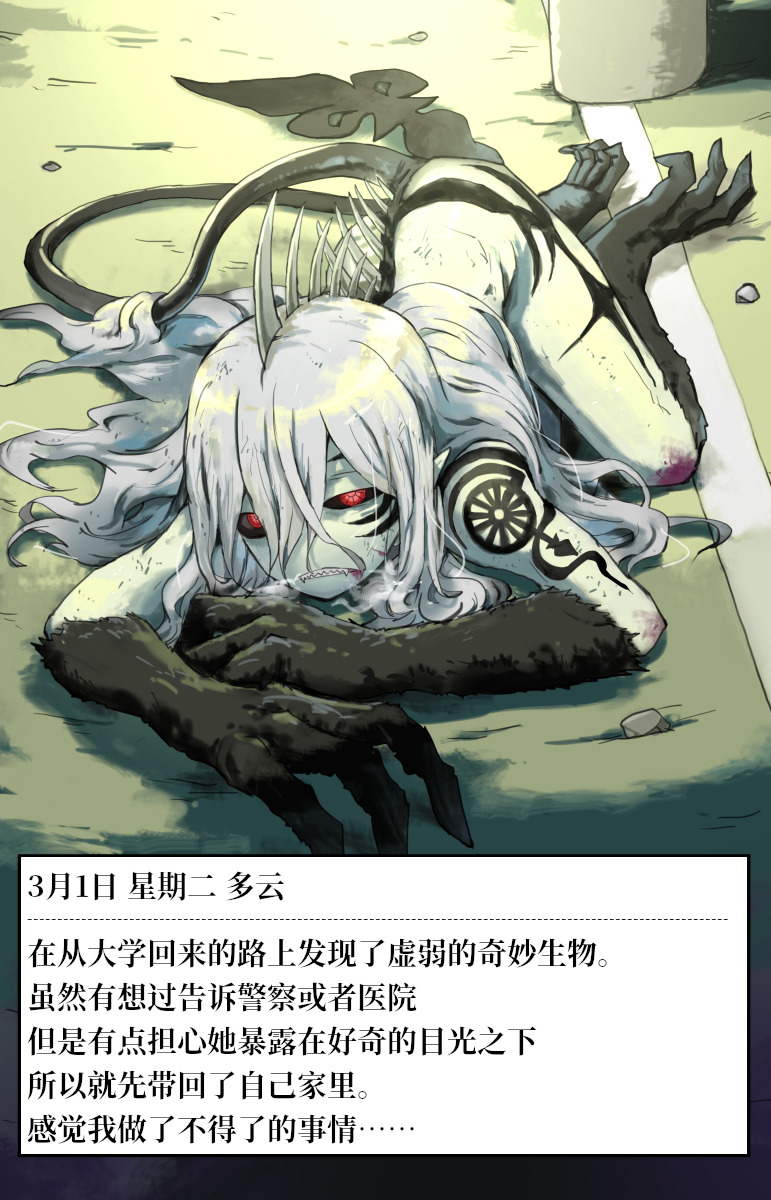 3月1日 星期二 多云
在从大学回来的路上发现了虚弱的奇妙生物。
虽然有想过告诉警察或者医院
但是有点担心她暴露在好奇的目光之下
所以就先带回了自己家里。
感觉我做了不得了的事情……